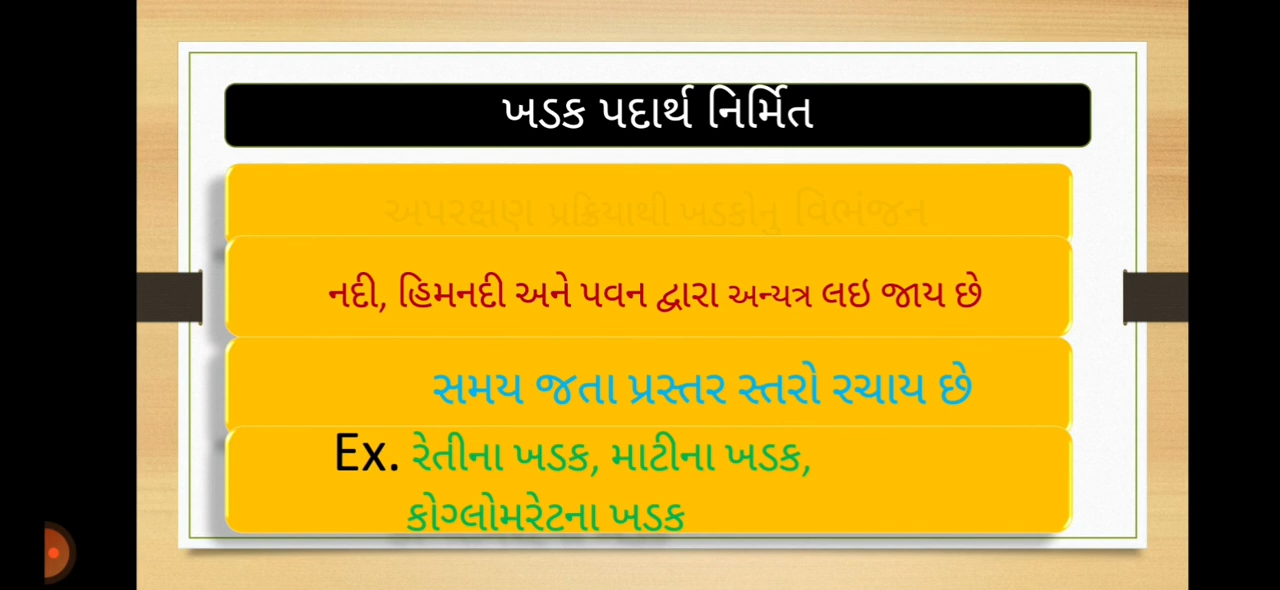 ખડક પદાર્થ નિર્મિત
અપરક્ષણ પ્રક્રિયાથી ખડકોનુ વિભંજન
નદી, હિમનદી અને પવન દ્વારા અન્યત્ર લઇ જાય છે
સમય જતા પ્રસ્તર સ્તરો રચાય છે
Ex. રેતીના ખડક, માટીના ખડક,
કોગ્લોમરેટના ખડક